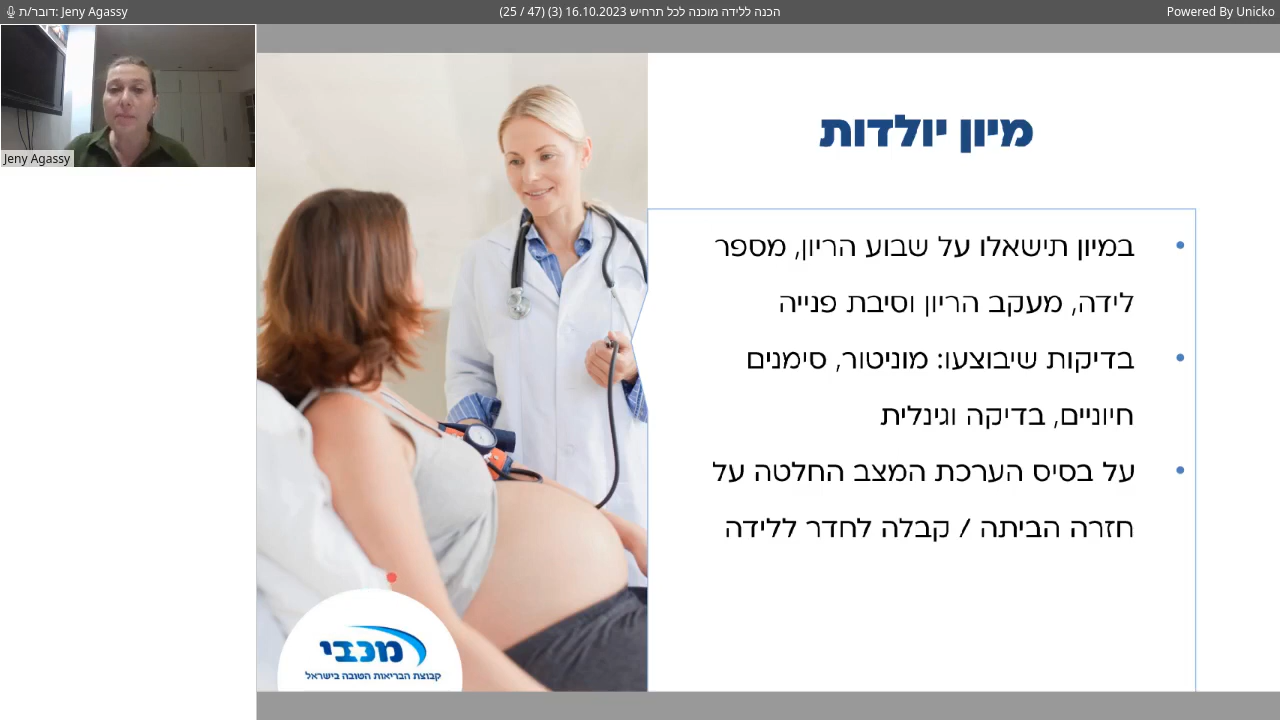 דובר/ת: Jeny Agassy
הכנה ללידה מוכנה לכל תרחיש 16.10.2023 (3) (25 / 47)
Powered By Unicko
Jeny Agassy
מיון יולדות
• במיון תישאלו על שבוע הריון, מספר
לידה, מעקב הריון וסיבת פנייה
• בדיקות שיבוצעו: מוניטור, סימנים
חיוניים, בדיקה וגינלית
• על בסיס הערכת המצב החלטה על
חזרה הביתה / קבלה לחדר ללידה
מכבי
קבוצת הבריאות הטובה בישראל